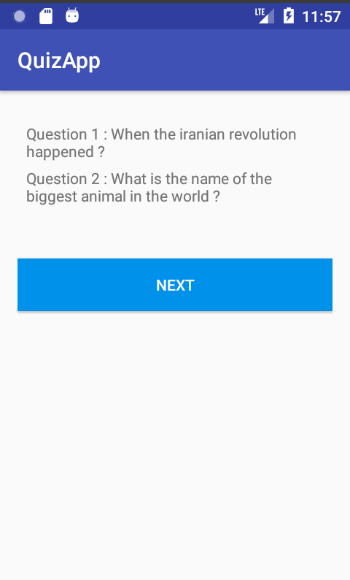 LTE 11:57
QuizApp
Question 1 : When the iranian revolution
happened ?
Question 2 : What is the name of the
biggest animal in the world ?
NEXT